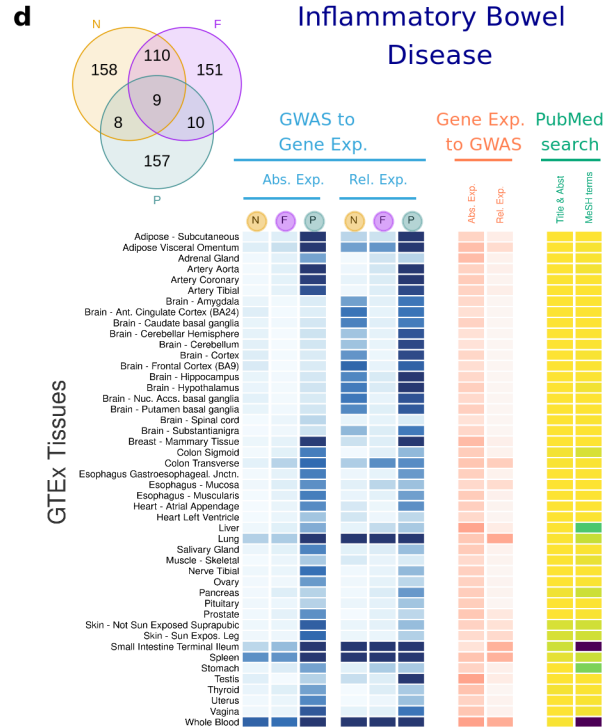 d
Inflammatory Bowel
Disease
N
F
110
158
151
9
8
10
157
P
GWAS to
Gene Exp.
Gene Exp.
to GWAS
PubMed
search
Abs. Exp.
Rel. Exp.
Abs. Exp.
Rel. Exp.
Title & Abst
MeSH terms
N F P N F P
GTEx Tissues
Adipose - Subcutaneous
Adipose Visceral Omentum
Adrenal Gland
Artery Aorta
Artery Coronary
Artery Tibial
Brain - Amygdala
Brain - Ant. Cingulate Cortex (BA24)
Brain - Caudate basal ganglia
Brain - Cerebellar Hemisphere
Brain - Cerebellum
Brain - Cortex
Brain - Frontal Cortex (BA9)
Brain - Hippocampus
Brain - Hypothalamus
Brain - Nuc. Accs. basal ganglia
Brain - Putamen basal ganglia
Brain - Spinal cord
Brain - Substantianigra
Breast - Mammary Tissue
Colon Sigmoid
Colon Transverse
Esophagus Gastroesophageal. Jnctn.
Esophagus - Mucosa
Esophagus - Muscularis
Heart - Atrial Appendage
Heart Left Ventricle
Liver
Lung
Salivary Gland
Muscle - Skeletal
Nerve Tibial
Ovary
Pancreas
Pituitary
Prostate
Skin - Not Sun Exposed Suprapubic
Skin - Sun Expos. Leg
Small Intestine Terminal Ileum
Spleen
Stomach
Testis
Thyroid
Uterus
Vagina
Whole Blood